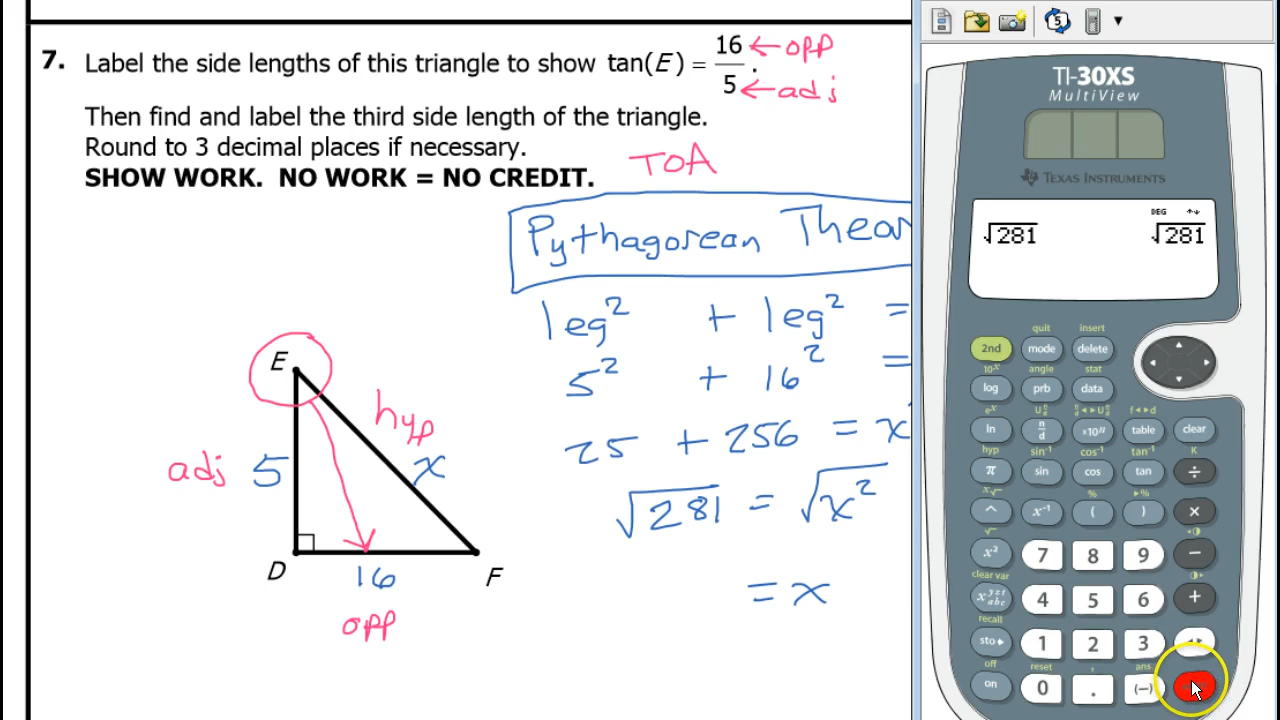 7. Label the side lengths of this triangle to show tan(E) = 16/5. ←opp ←adj
Then find and label the third side length of the triangle.
Round to 3 decimal places if necessary.
SHOW WORK. NO WORK = NO CREDIT.
TOA
Pythagorean Theor
leg² + leg² =
5² + 16² =
25 + 256 = x
√281 = √x²
= x
E
hyp
adj 5 x
D 16 F
opp
5
TI-30XS
MultiView
TEXAS INSTRUMENTS
DEG
√281 √281
quit insert
2nd mode delete
10ˣ angle stat
log prb data
eˣ U n/d n/d ◄► U n/d f◄►d
ln n/d ×10ⁿ table clear
hyp sin⁻¹ cos⁻¹ tan⁻¹ K
π sin cos tan ÷
ˣ√ % ►%
^ x⁻¹ ( ) ×
√
x² 7 8 9 −
clear var
x yzt abc 4 5 6 +
recall
sto► 1 2 3 ◄►
off reset , ans
on 0 . (−)